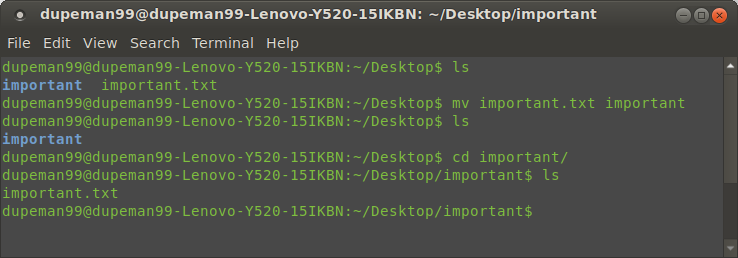 dupeman99@dupeman99-Lenovo-Y520-15IKBN: ~/Desktop/important
File Edit View Search Terminal Help
dupeman99@dupeman99-Lenovo-Y520-15IKBN:~/Desktop$ ls
important  important.txt
dupeman99@dupeman99-Lenovo-Y520-15IKBN:~/Desktop$ mv important.txt important
dupeman99@dupeman99-Lenovo-Y520-15IKBN:~/Desktop$ ls
important
dupeman99@dupeman99-Lenovo-Y520-15IKBN:~/Desktop$ cd important/
dupeman99@dupeman99-Lenovo-Y520-15IKBN:~/Desktop/important$ ls
important.txt
dupeman99@dupeman99-Lenovo-Y520-15IKBN:~/Desktop/important$